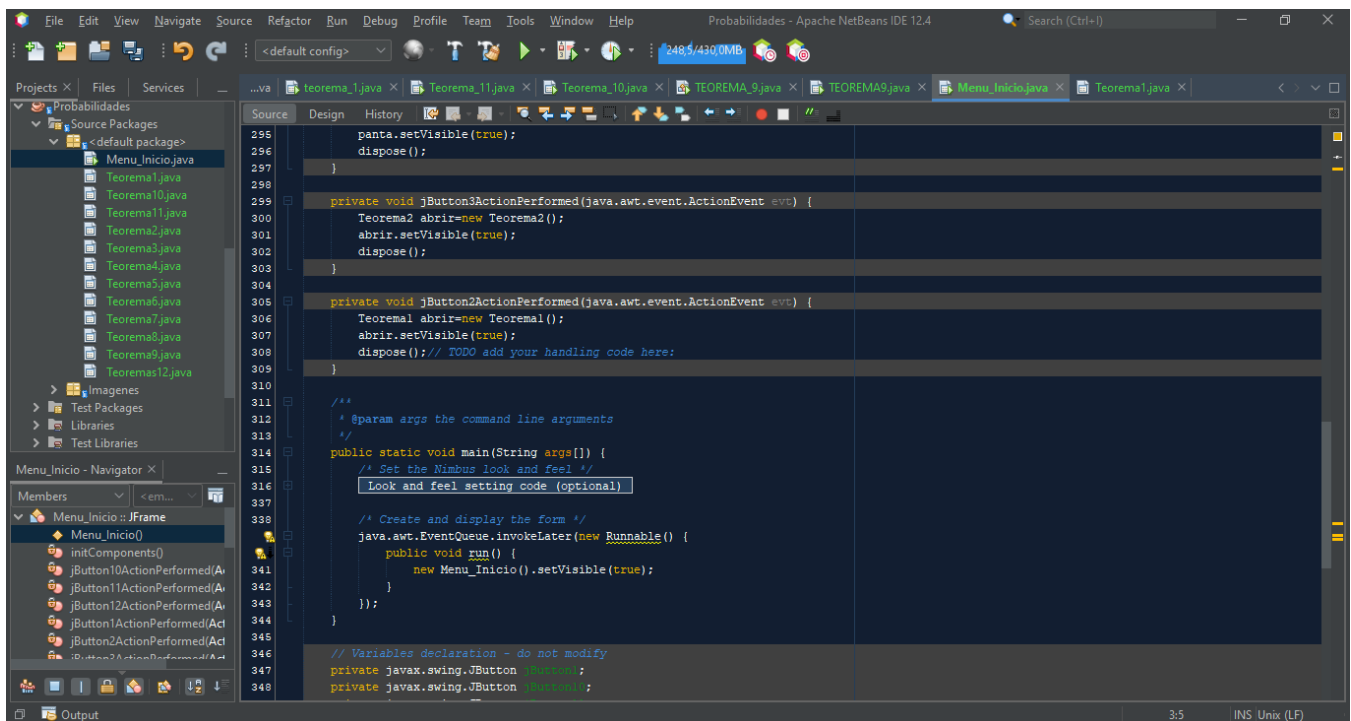 File Edit View Navigate Source Refactor Run Debug Profile Team Tools Window Help Probabilidades - Apache NetBeans IDE 12.4 Search (Ctrl+I)
<default config> 248,5/430,0MB
Projects Files Services
...va teorema_1.java Teorema_11.java Teorema_10.java TEOREMA_9.java TEOREMA9.java Menu_Inicio.java Teorema1.java
Source Design History
Probabilidades
Source Packages
<default package>
Menu_Inicio.java
Teorema1.java
Teorema10.java
Teorema11.java
Teorema2.java
Teorema3.java
Teorema4.java
Teorema5.java
Teorema6.java
Teorema7.java
Teorema8.java
Teorema9.java
Teoremas12.java
Imagenes
Test Packages
Libraries
Test Libraries
Menu_Inicio - Navigator
Members <em...
Menu_Inicio :: JFrame
Menu_Inicio()
initComponents()
jButton10ActionPerformed(A
jButton11ActionPerformed(A
jButton12ActionPerformed(A
jButton1ActionPerformed(Act
jButton2ActionPerformed(Act
jButton3ActionPerformed(Act
295 panta.setVisible(true);
296 dispose();
297 }
298
299 private void jButton3ActionPerformed(java.awt.event.ActionEvent evt) {
300 Teorema2 abrir=new Teorema2();
301 abrir.setVisible(true);
302 dispose();
303 }
304
305 private void jButton2ActionPerformed(java.awt.event.ActionEvent evt) {
306 Teorema1 abrir=new Teorema1();
307 abrir.setVisible(true);
308 dispose();// TODO add your handling code here:
309 }
310
311 /**
312 * @param args the command line arguments
313 */
314 public static void main(String args[]) {
315 /* Set the Nimbus look and feel */
316 Look and feel setting code (optional)
337
338 /* Create and display the form */
java.awt.EventQueue.invokeLater(new Runnable() {
public void run() {
341 new Menu_Inicio().setVisible(true);
342 }
343 });
344 }
345
346 // Variables declaration - do not modify
347 private javax.swing.JButton jButton1;
348 private javax.swing.JButton jButton10;
Output
3:5 INS Unix (LF)